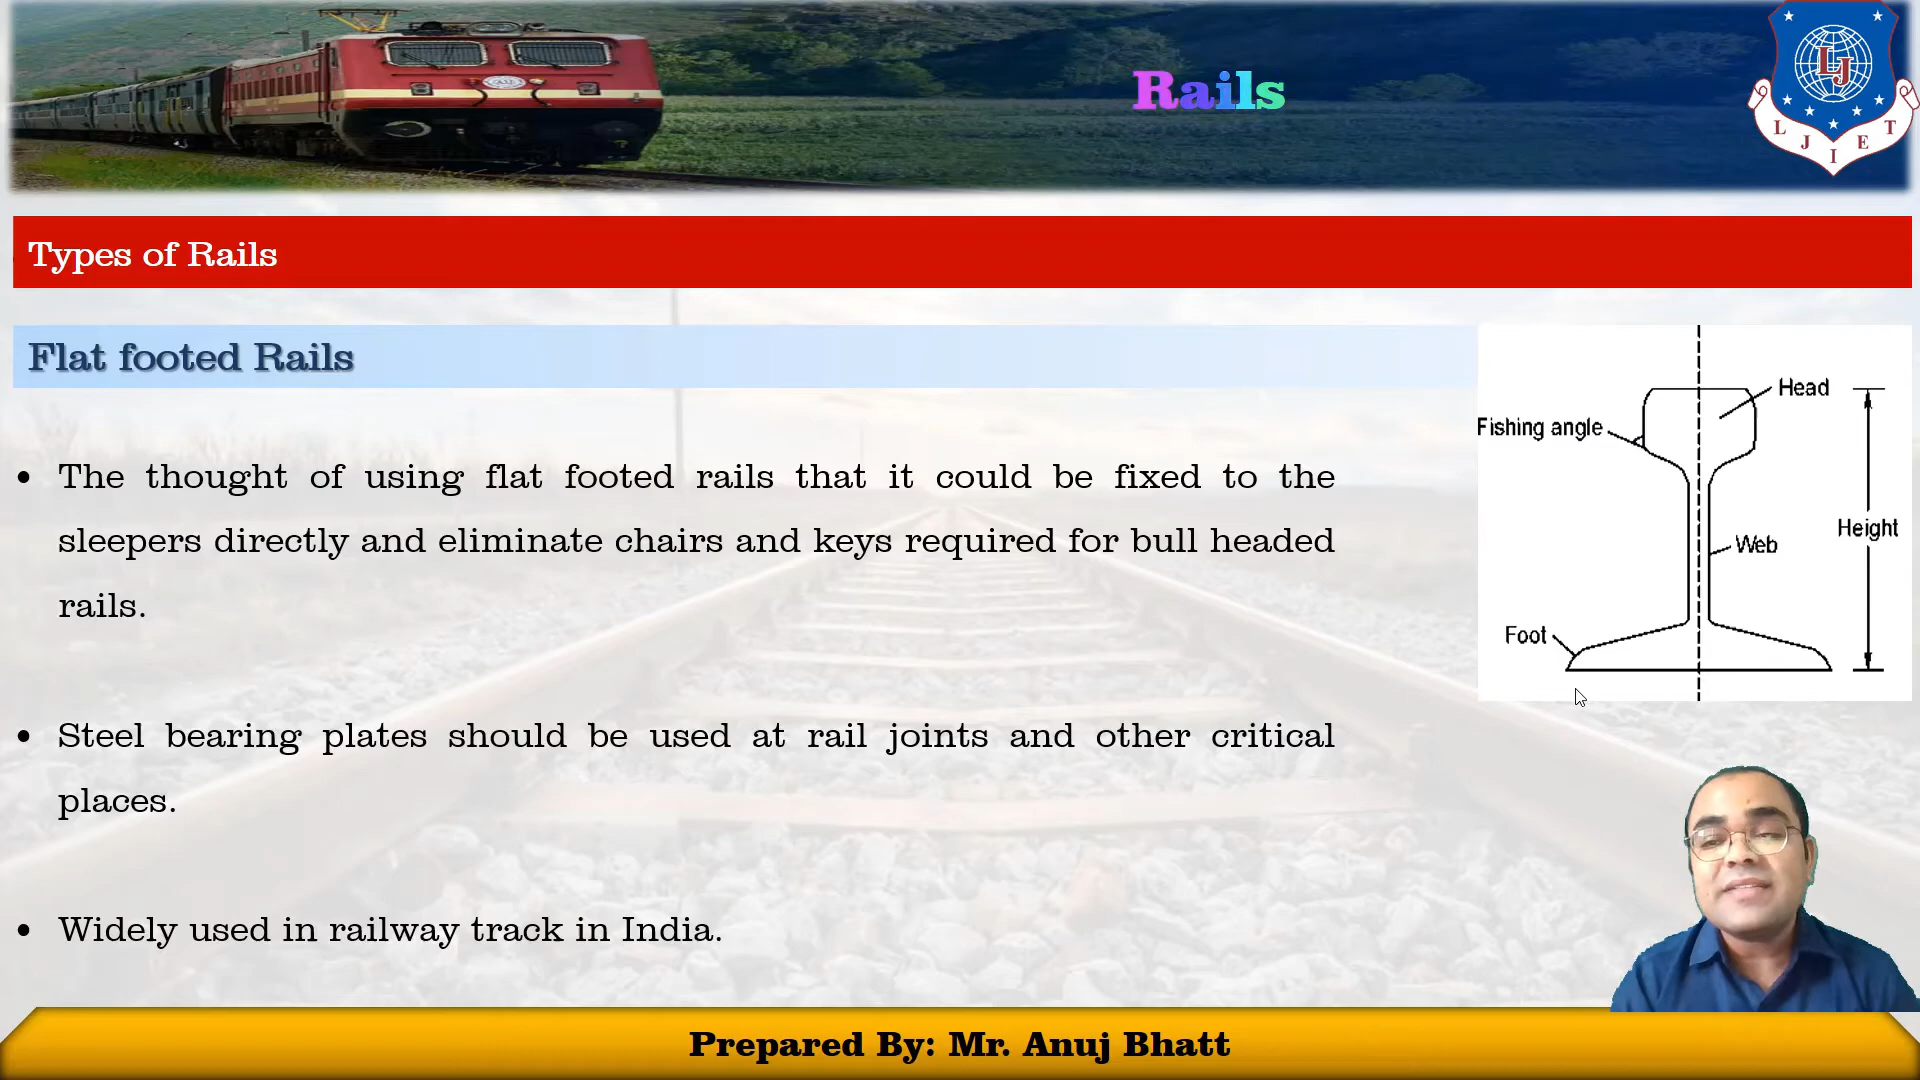 Rails
LJ
L J I E T
Types of Rails
Flat footed Rails
Head
Fishing angle
Height
Web
Foot
• The thought of using flat footed rails that it could be fixed to the
sleepers directly and eliminate chairs and keys required for bull headed
rails.
• Steel bearing plates should be used at rail joints and other critical
places.
• Widely used in railway track in India.
Prepared By: Mr. Anuj Bhatt